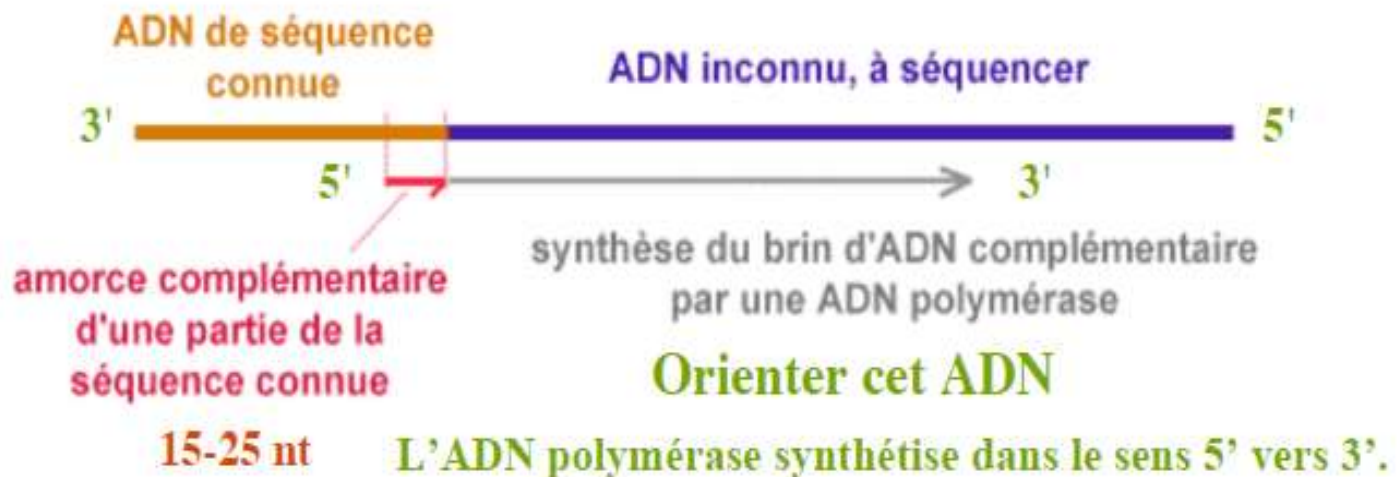 ADN de séquence
connue
ADN inconnu, à séquencer
3'
5'
5'
3'
synthèse du brin d'ADN complémentaire
par une ADN polymérase
amorce complémentaire
d'une partie de la
séquence connue
Orienter cet ADN
15-25 nt
L'ADN polymérase synthétise dans le sens 5' vers 3'.